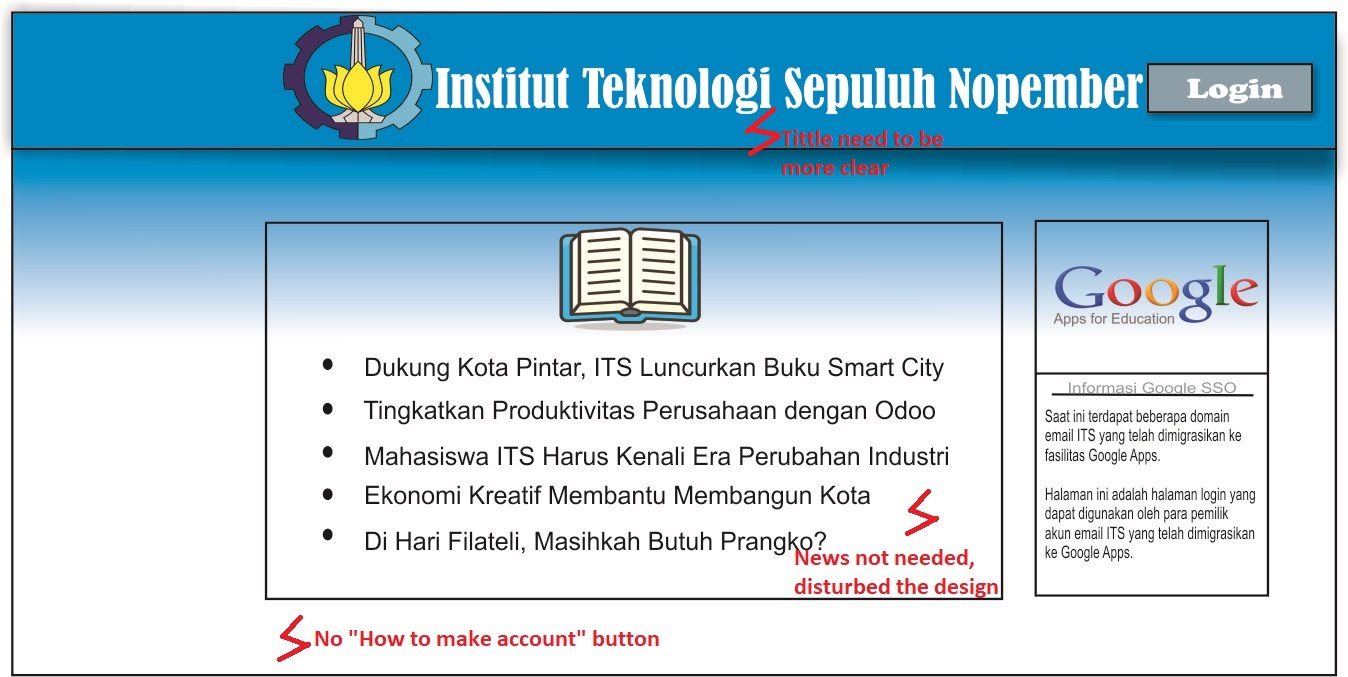 Institut Teknologi Sepuluh Nopember
Login
Tittle need to be
more clear
Dukung Kota Pintar, ITS Luncurkan Buku Smart City
Tingkatkan Produktivitas Perusahaan dengan Odoo
Mahasiswa ITS Harus Kenali Era Perubahan Industri
Ekonomi Kreatif Membantu Membangun Kota
Di Hari Filateli, Masihkah Butuh Prangko?
News not needed,
disturbed the design
No "How to make account" button
Google
Apps for Education
Informasi Google SSO
Saat ini terdapat beberapa domain
email ITS yang telah dimigrasikan ke
fasilitas Google Apps.
Halaman ini adalah halaman login yang
dapat digunakan oleh para pemilik
akun email ITS yang telah dimigrasikan
ke Google Apps.